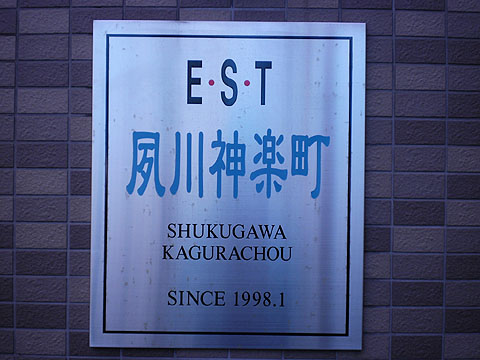 E·S·T
夙川神楽町
SHUKUGAWA
KAGURACHOU
SINCE 1998.1